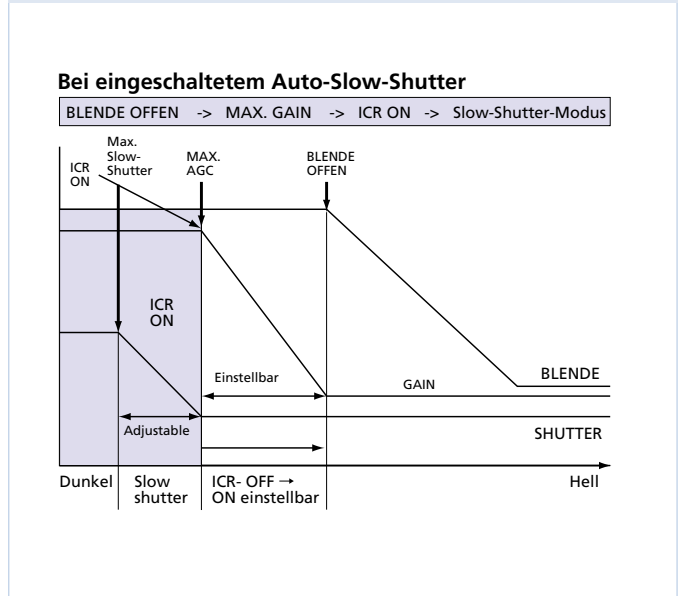 Bei eingeschaltetem Auto-Slow-Shutter
BLENDE OFFEN -> MAX. GAIN -> ICR ON -> Slow-Shutter-Modus
ICR
ON
Max.
Slow-
Shutter
MAX.
AGC
BLENDE
OFFEN
ICR
ON
Einstellbar
GAIN
BLENDE
Adjustable
SHUTTER
Dunkel
Slow
shutter
ICR- OFF →
ON einstellbar
Hell